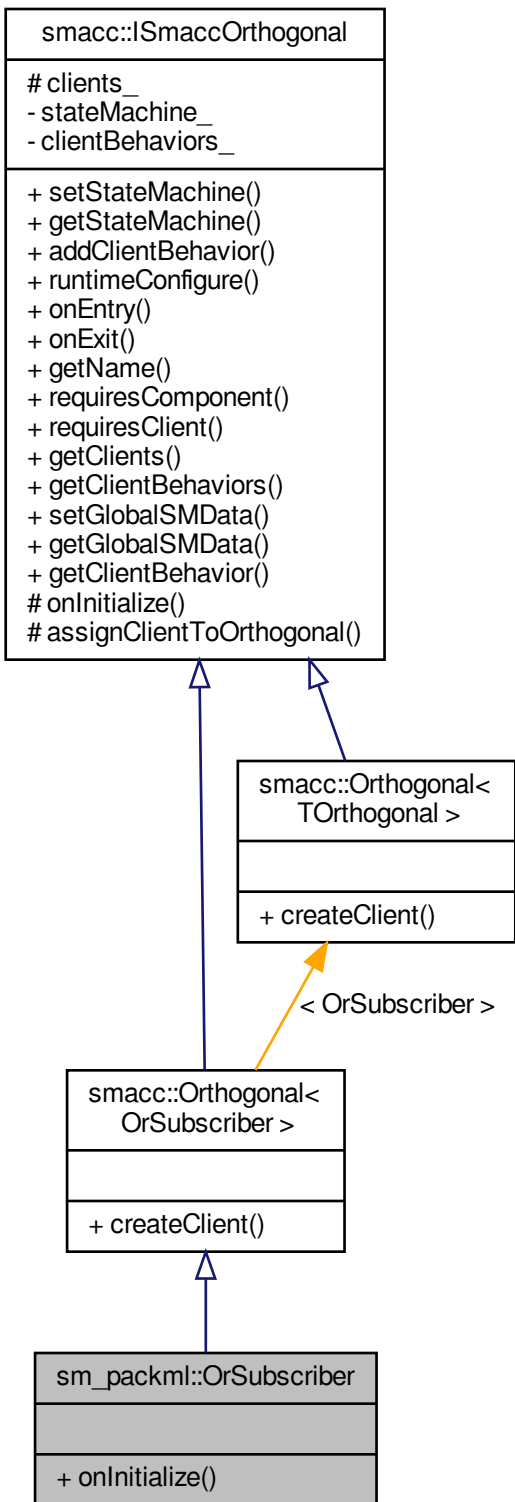 smacc::ISmaccOrthogonal
# clients_
- stateMachine_
- clientBehaviors_
+ setStateMachine()
+ getStateMachine()
+ addClientBehavior()
+ runtimeConfigure()
+ onEntry()
+ onExit()
+ getName()
+ requiresComponent()
+ requiresClient()
+ getClients()
+ getClientBehaviors()
+ setGlobalSMData()
+ getGlobalSMData()
+ getClientBehavior()
# onInitialize()
# assignClientToOrthogonal()
smacc::Orthogonal<
TOrthogonal >
+ createClient()
< OrSubscriber >
smacc::Orthogonal<
OrSubscriber >
+ createClient()
sm_packml::OrSubscriber
+ onInitialize()